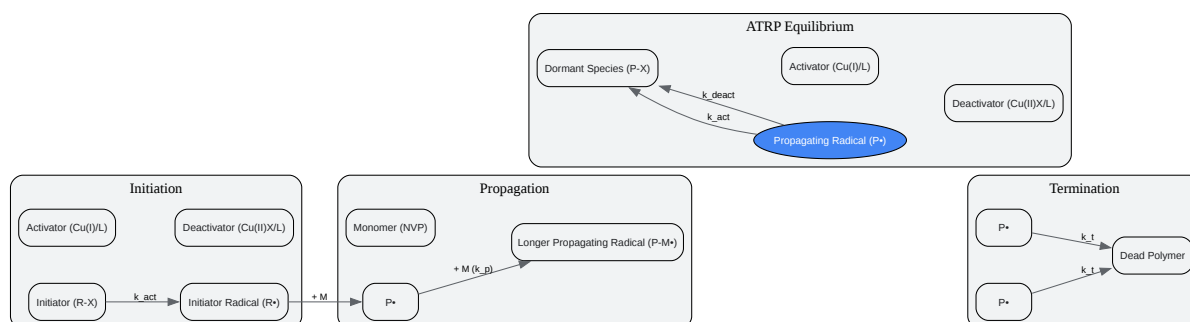 ATRP Equilibrium
Dormant Species (P-X)
Activator (Cu(I)/L)
Deactivator (Cu(II)X/L)
k_deact
k_act
Propagating Radical (P•)
Initiation
Activator (Cu(I)/L)
Deactivator (Cu(II)X/L)
Initiator (R-X)
k_act
Initiator Radical (R•)
+ M
Propagation
Monomer (NVP)
Longer Propagating Radical (P-M•)
+ M (k_p)
P•
Termination
P•
k_t
Dead Polymer
k_t
P•